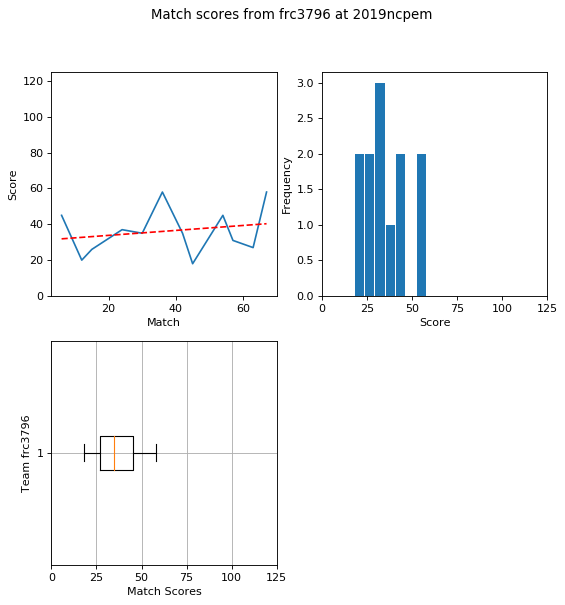 Match scores from frc3796 at 2019ncpem
120
100
80
60
40
20
0
Score
20 40 60
Match
3.0
2.5
2.0
1.5
1.0
0.5
0.0
Frequency
0 25 50 75 100 125
Score
1
Team frc3796
0 25 50 75 100 125
Match Scores